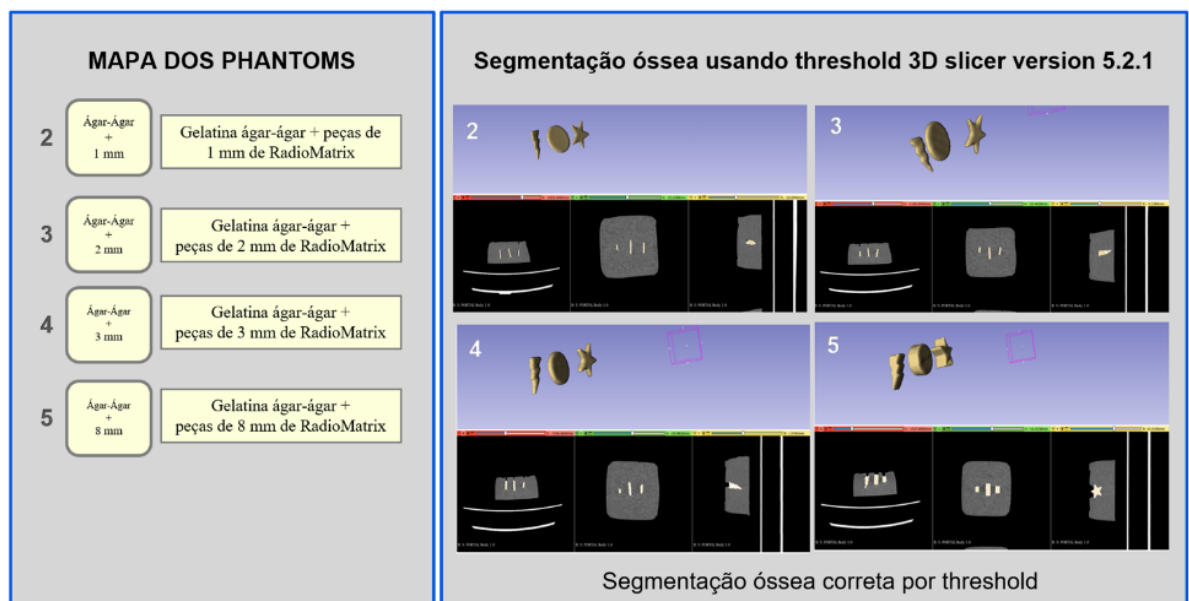 MAPA DOS PHANTOMS
2
Ágar-Ágar
+
1 mm
Gelatina ágar-ágar + peças de
1 mm de RadioMatrix
3
Ágar-Ágar
+
2 mm
Gelatina ágar-ágar +
peças de 2 mm de RadioMatrix
4
Ágar-Ágar
+
3 mm
Gelatina ágar-ágar +
peças de 3 mm de RadioMatrix
5
Ágar-Ágar
+
8 mm
Gelatina ágar-ágar +
peças de 8 mm de RadioMatrix
Segmentação óssea usando threshold 3D slicer version 5.2.1
2
3
4
5
Segmentação óssea correta por threshold